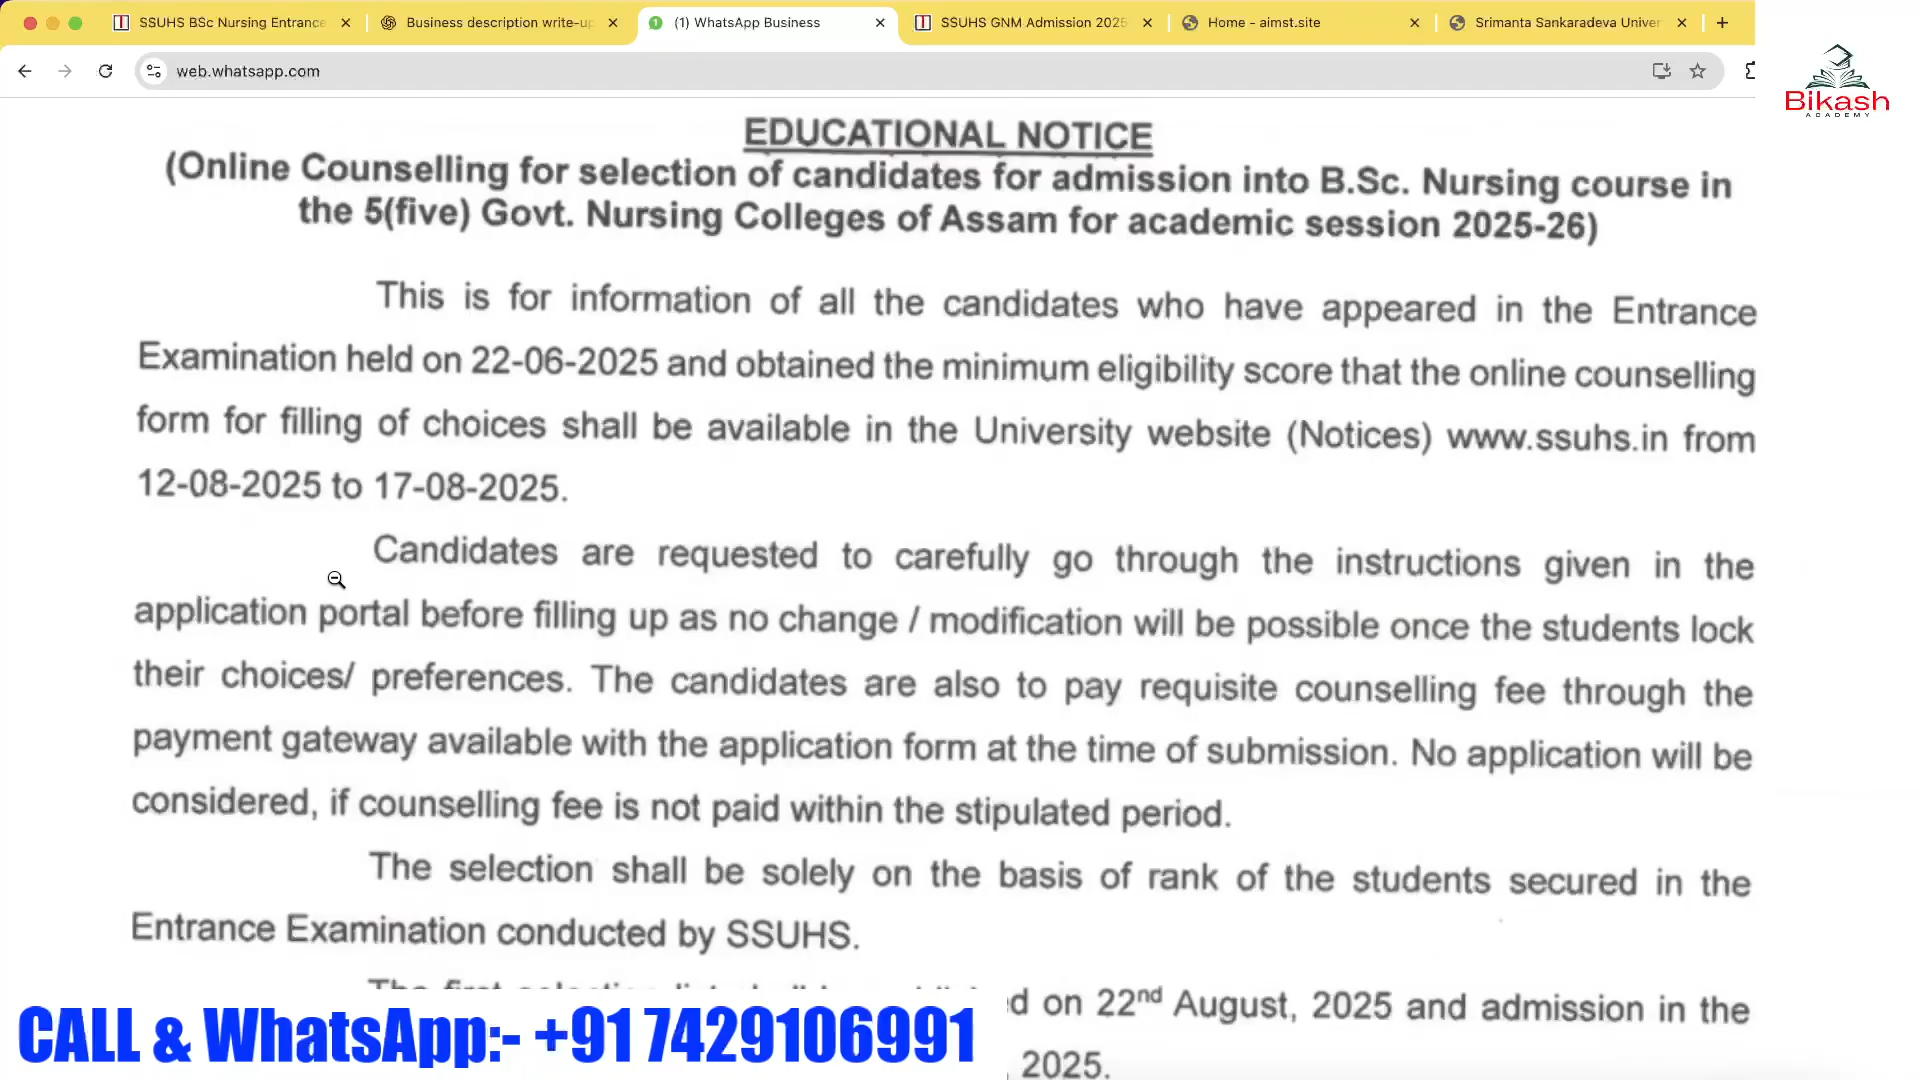 SSUHS BSc Nursing Entrance
Business description write-up
(1) WhatsApp Business
SSUHS GNM Admission 2025
Home - aimst.site
Srimanta Sankaradeva Univer
web.whatsapp.com
Bikash
ACADEMY
EDUCATIONAL NOTICE
(Online Counselling for selection of candidates for admission into B.Sc. Nursing course in
the 5(five) Govt. Nursing Colleges of Assam for academic session 2025-26)
This is for information of all the candidates who have appeared in the Entrance
Examination held on 22-06-2025 and obtained the minimum eligibility score that the online counselling
form for filling of choices shall be available in the University website (Notices) www.ssuhs.in from
12-08-2025 to 17-08-2025.
Candidates are requested to carefully go through the instructions given in the
application portal before filling up as no change / modification will be possible once the students lock
their choices/ preferences. The candidates are also to pay requisite counselling fee through the
payment gateway available with the application form at the time of submission. No application will be
considered, if counselling fee is not paid within the stipulated period.
The selection shall be solely on the basis of rank of the students secured in the
Entrance Examination conducted by SSUHS.
d on 22nd August, 2025 and admission in the
2025.
CALL & WhatsApp:- +91 7429106991